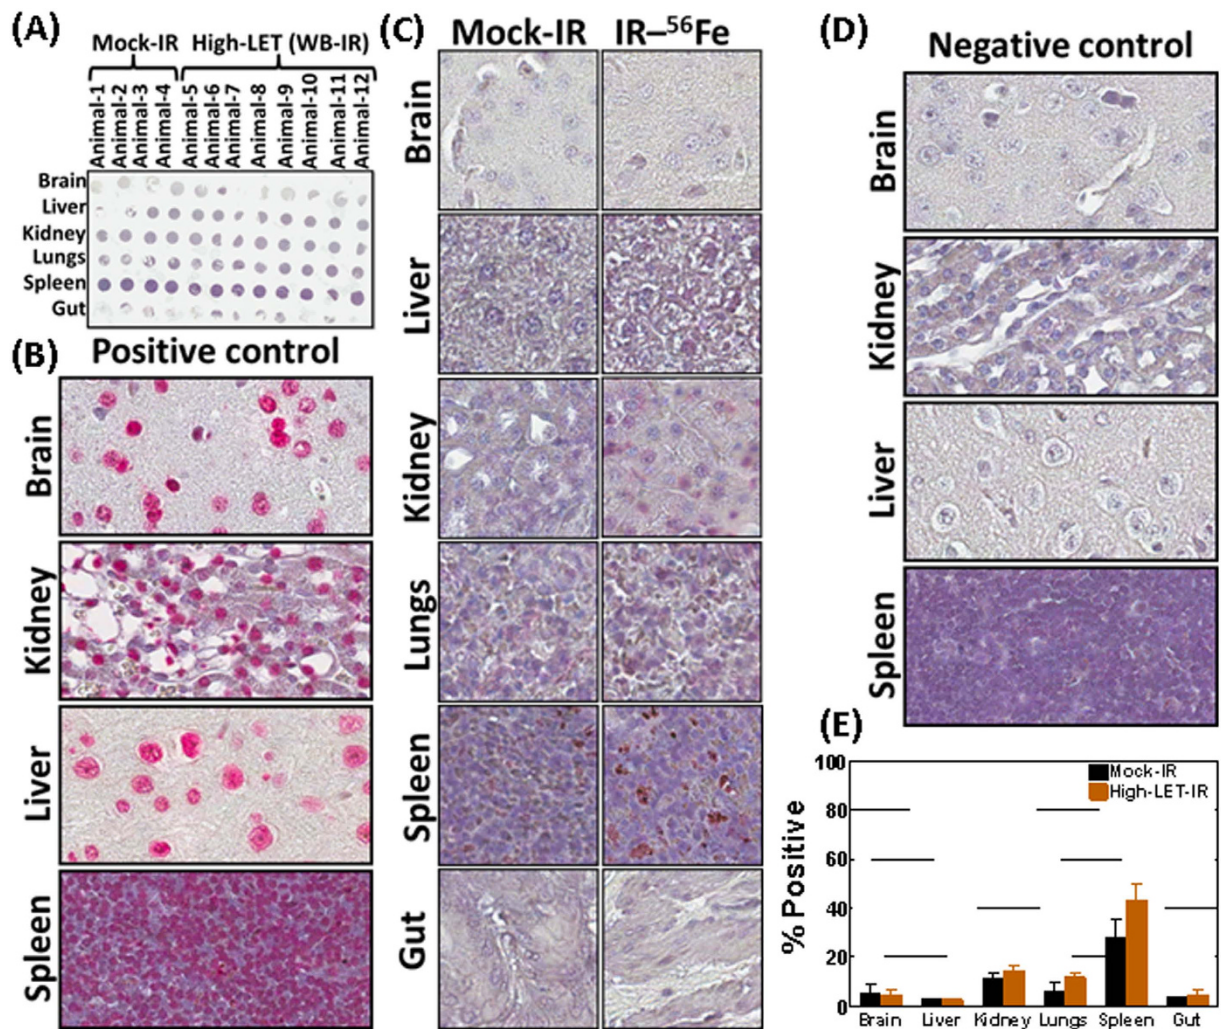 (A)
Mock-IR High-LET (WB-IR)
Animal-1
Animal-2
Animal-3
Animal-4
Animal-5
Animal-6
Animal-7
Animal-8
Animal-9
Animal-10
Animal-11
Animal-12
Brain
Liver
Kidney
Lungs
Spleen
Gut
(B) Positive control
Brain
Kidney
Liver
Spleen
(C) Mock-IR IR–⁵⁶Fe
Brain
Liver
Kidney
Lungs
Spleen
Gut
(D) Negative control
Brain
Kidney
Liver
Spleen
(E)
Mock-IR
High-LET-IR
% Positive
100
80
60
40
20
0
Brain Liver Kidney Lungs Spleen Gut